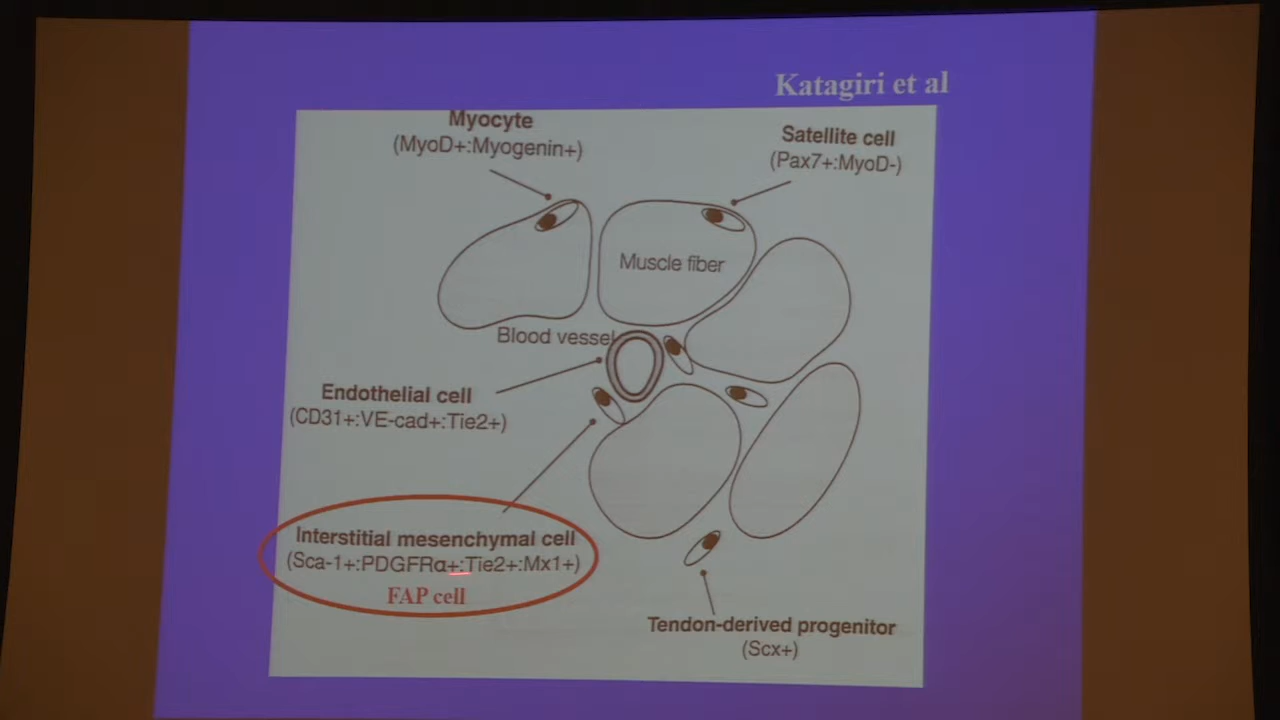 Katagiri et al
Myocyte
(MyoD+:Myogenin+)
Satellite cell
(Pax7+:MyoD-)
Muscle fiber
Blood vessel
Endothelial cell
(CD31+:VE-cad+:Tie2+)
Interstitial mesenchymal cell
(Sca-1+:PDGFRα+:Tie2+:Mx1+)
FAP cell
Tendon-derived progenitor
(Scx+)